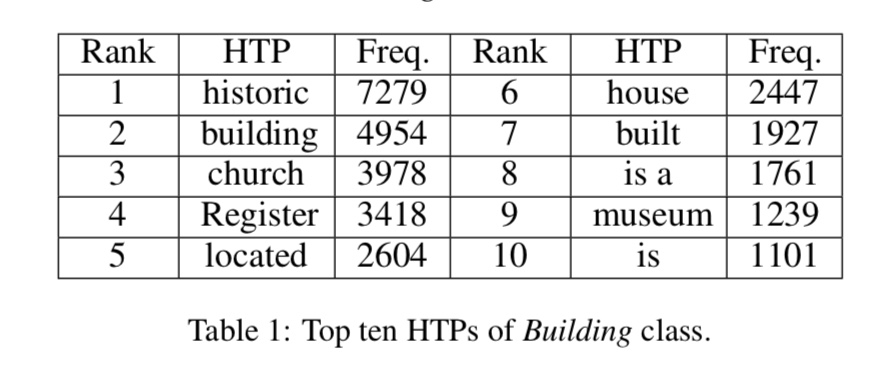 Rank HTP Freq. Rank HTP Freq.
1 historic 7279 6 house 2447
2 building 4954 7 built 1927
3 church 3978 8 is a 1761
4 Register 3418 9 museum 1239
5 located 2604 10 is 1101
Table 1: Top ten HTPs of Building class.